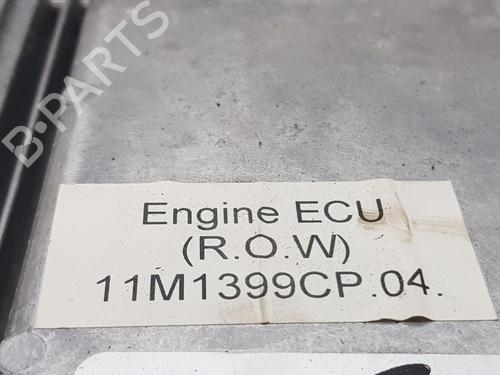 B-PARTS
Engine ECU
(R.O.W)
11M1399CP.04.